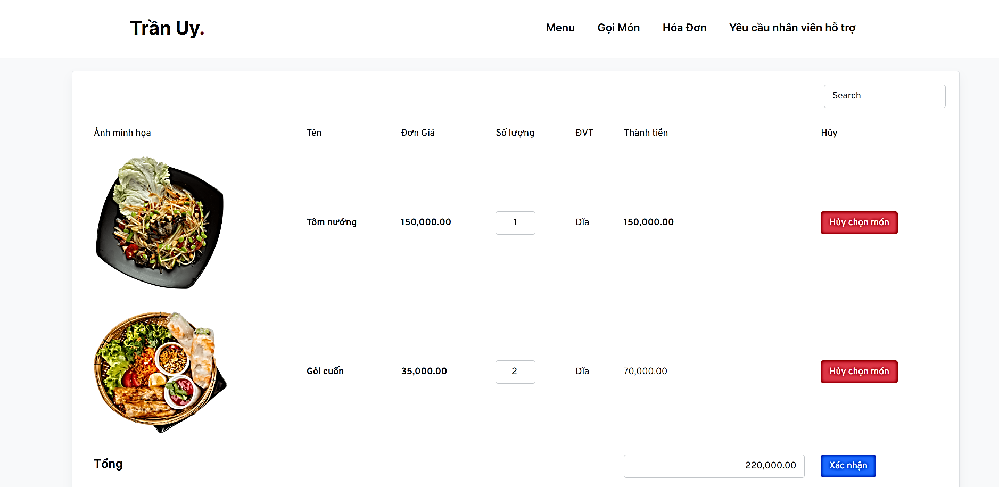 Trần Uy.
Menu Gọi Món Hóa Đơn Yêu cầu nhân viên hỗ trợ
Search
Ảnh minh họa Tên Đơn Giá Số lượng ĐVT Thành tiền Hủy
Tôm nướng 150,000.00 1 Dĩa 150,000.00 Hủy chọn món
Gỏi cuốn 35,000.00 2 Dĩa 70,000.00 Hủy chọn món
Tổng 220,000.00 Xác nhận